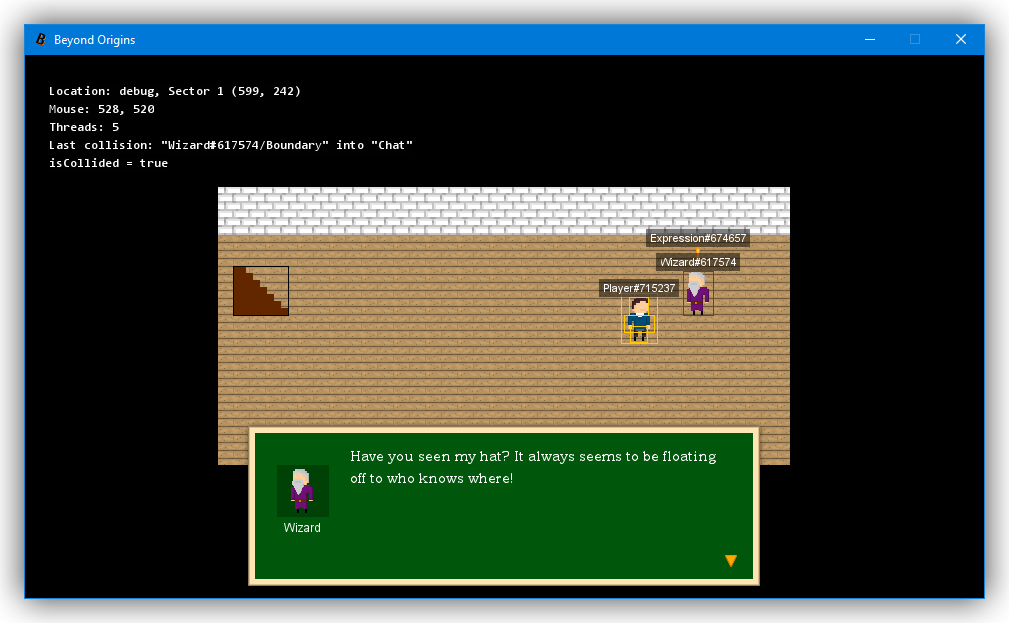 B Beyond Origins
Location: debug, Sector 1 (599, 242)
Mouse: 528, 520
Threads: 5
Last collision: "Wizard#617574/Boundary" into "Chat"
isCollided = true
Expression#674657
Wizard#617574
Player#715237
Have you seen my hat? It always seems to be floating
off to who knows where!
Wizard